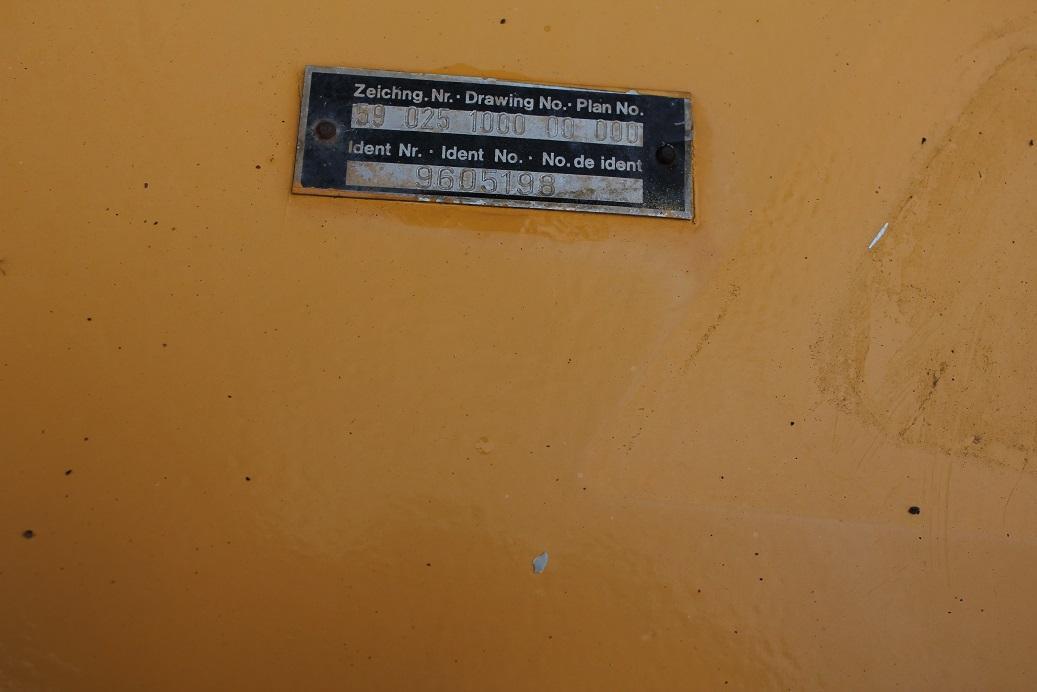 Zeichng. Nr. · Drawing No. · Plan No.
59 025 1000 00 000
Ident Nr. · Ident No. · No. de ident
9605198